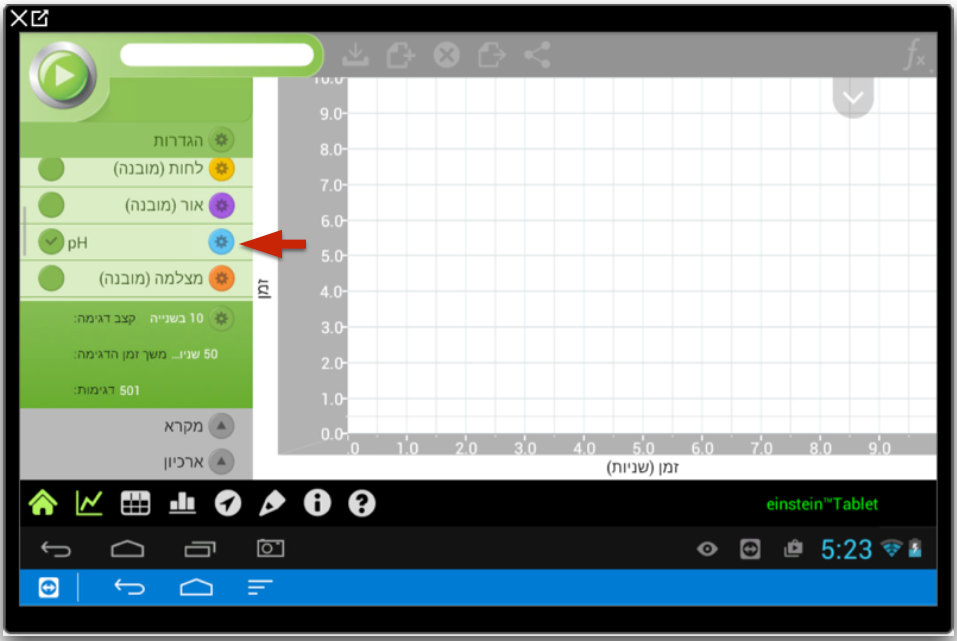 הגדרות
לחות (מובנה)
אור (מובנה)
pH
מצלמה (מובנה)
קצב דגימה: 10 בשנייה
משך זמן הדגימה: 50 שניו...
דגימות: 501
מקרא
ארכיון
fx
10.0
9.0
8.0
7.0
6.0
5.0
4.0
3.0
2.0
1.0
0.0
זמן
.0 1.0 2.0 3.0 4.0 5.0 6.0 7.0 8.0 9.0
זמן (שניות)
einstein™Tablet
5:23